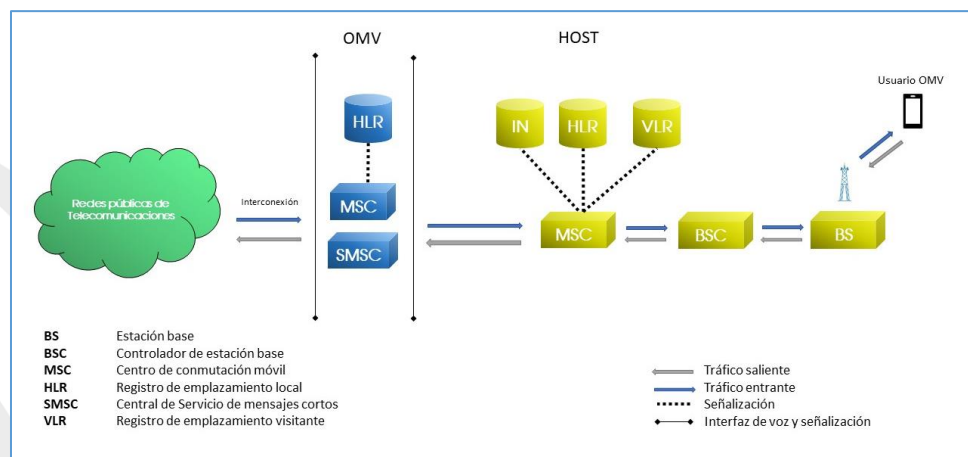 OMV
HOST
Usuario OMV
HLR
IN
HLR
VLR
Redes públicas de
Telecomunicaciones
Interconexión
MSC
SMSC
MSC
BSC
BS
BS Estación base
BSC Controlador de estación base
MSC Centro de conmutación móvil
HLR Registro de emplazamiento local
SMSC Central de Servicio de mensajes cortos
VLR Registro de emplazamiento visitante
Tráfico saliente
Tráfico entrante
Señalización
Interfaz de voz y señalización